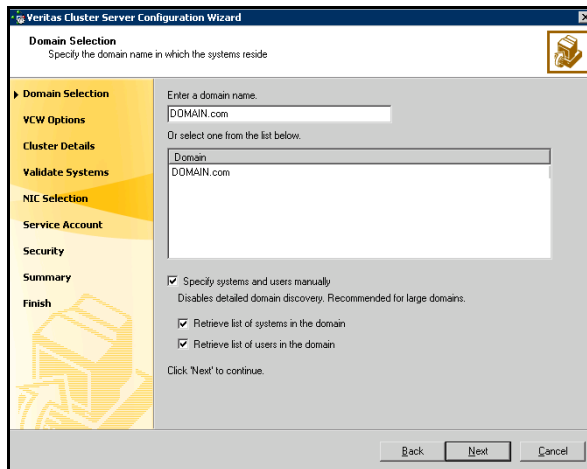 Veritas Cluster Server Configuration Wizard
Domain Selection
Specify the domain name in which the systems reside
Domain Selection
VCW Options
Cluster Details
Validate Systems
NIC Selection
Service Account
Security
Summary
Finish
Enter a domain name.
DOMAIN.com
Or select one from the list below.
Domain
DOMAIN.com
Specify systems and users manually
Disables detailed domain discovery. Recommended for large domains.
Retrieve list of systems in the domain
Retrieve list of users in the domain
Click 'Next' to continue.
Back Next Cancel